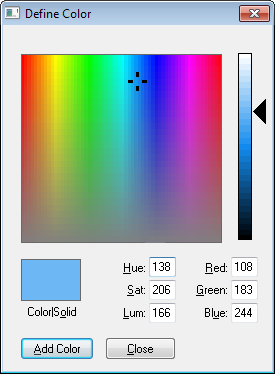 Define Color
Hue: 138 Red: 108
Sat: 206 Green: 183
Color|Solid Lum: 166 Blue: 244
Add Color Close